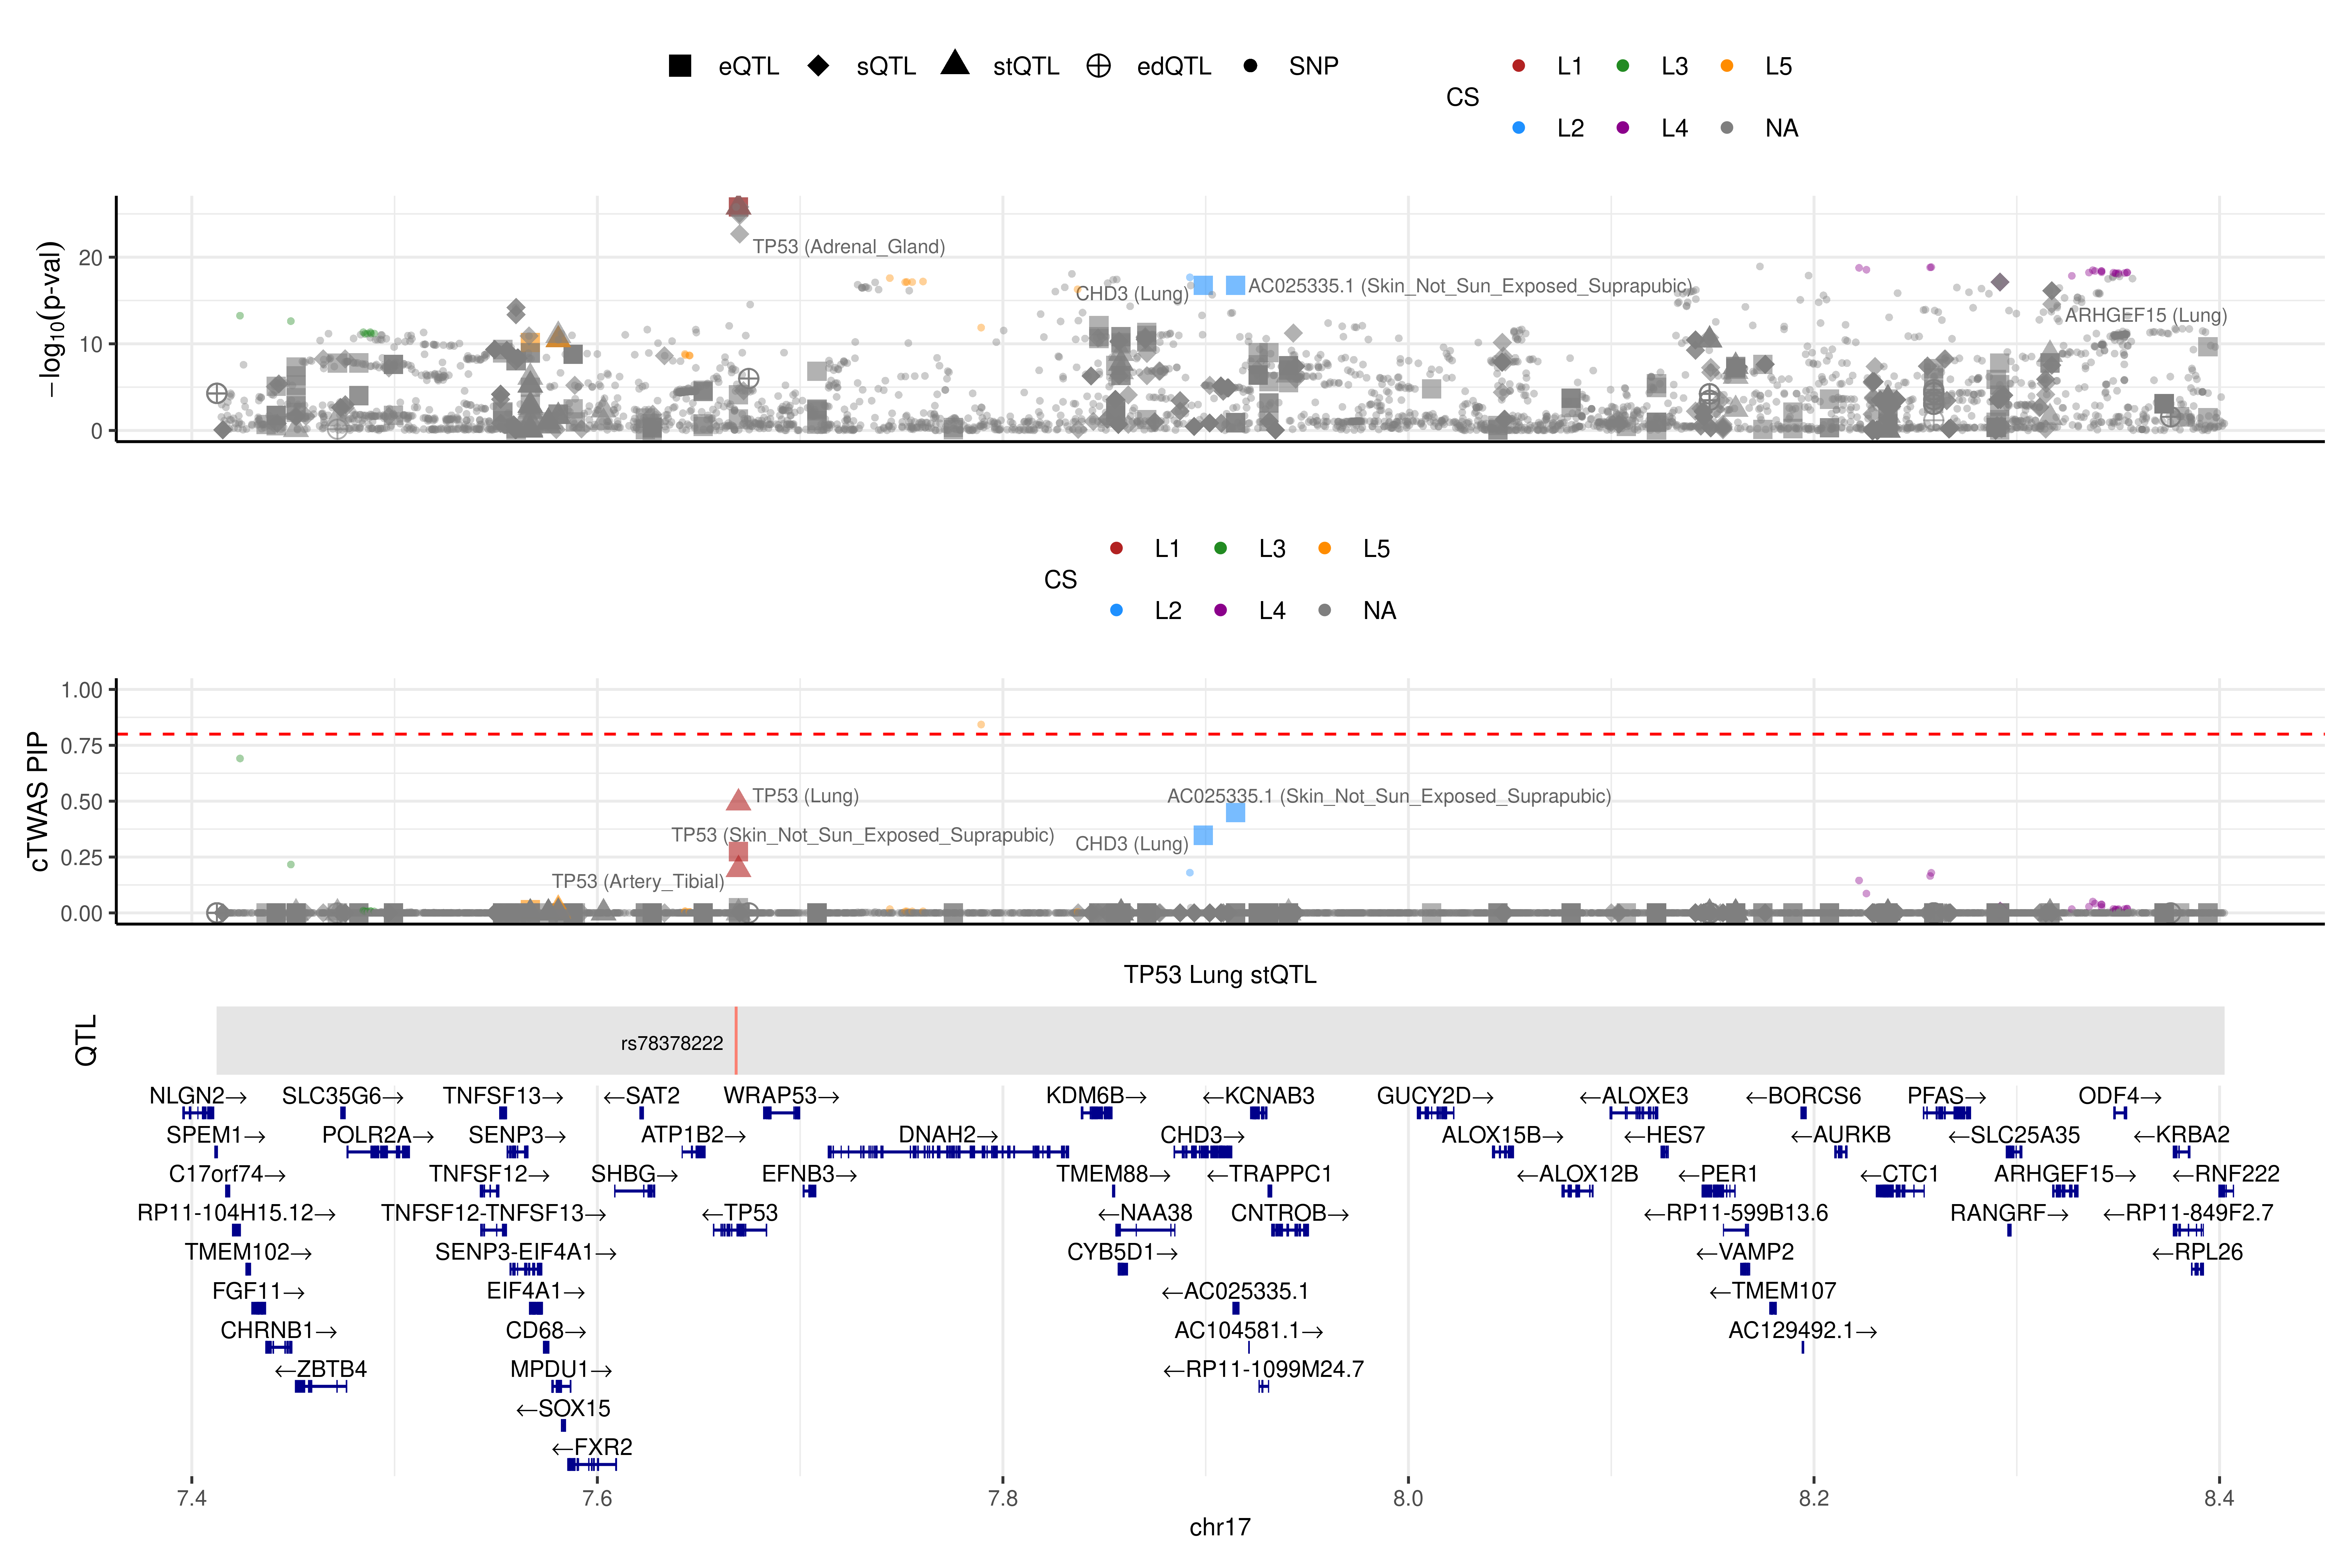 eQTL sQTL stQTL edQTL SNP
CS
L1 L3 L5
L2 L4 NA
−log10(p-val)
20
10
0
TP53 (Adrenal_Gland)
CHD3 (Lung)
AC025335.1 (Skin_Not_Sun_Exposed_Suprapubic)
ARHGEF15 (Lung)
CS
L1 L3 L5
L2 L4 NA
cTWAS PIP
1.00
0.75
0.50
0.25
0.00
TP53 (Lung)
AC025335.1 (Skin_Not_Sun_Exposed_Suprapubic)
TP53 (Skin_Not_Sun_Exposed_Suprapubic)
CHD3 (Lung)
TP53 (Artery_Tibial)
TP53 Lung stQTL
QTL
rs78378222
NLGN2→ SLC35G6→ TNFSF13→ ←SAT2 WRAP53→ KDM6B→ ←KCNAB3 GUCY2D→ ←ALOXE3 ←BORCS6 PFAS→ ODF4→
SPEM1→ POLR2A→ SENP3→ ATP1B2→ DNAH2→ CHD3→ ALOX15B→ ←HES7 ←AURKB ←SLC25A35 ←KRBA2
C17orf74→ TNFSF12→ SHBG→ EFNB3→ TMEM88→ ←TRAPPC1 ←ALOX12B ←PER1 ←CTC1 ARHGEF15→ ←RNF222
RP11-104H15.12→ TNFSF12-TNFSF13→ ←TP53 ←NAA38 CNTROB→ ←RP11-599B13.6 RANGRF→ ←RP11-849F2.7
TMEM102→ SENP3-EIF4A1→ CYB5D1→ ←VAMP2 ←RPL26
FGF11→ EIF4A1→ ←AC025335.1 ←TMEM107
CHRNB1→ CD68→ AC104581.1→ AC129492.1→
←ZBTB4 MPDU1→ ←RP11-1099M24.7
←SOX15
←FXR2
7.4 7.6 7.8 8.0 8.2 8.4
chr17